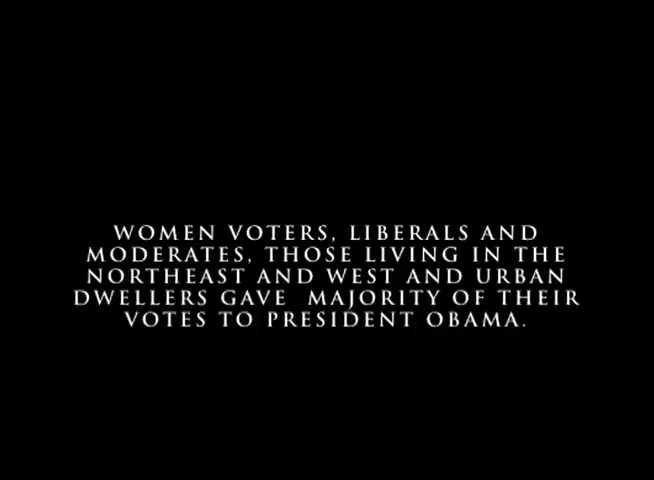 WOMEN VOTERS, LIBERALS AND
MODERATES, THOSE LIVING IN THE
NORTHEAST AND WEST AND URBAN
DWELLERS GAVE  MAJORITY OF THEIR
VOTES TO PRESIDENT OBAMA.